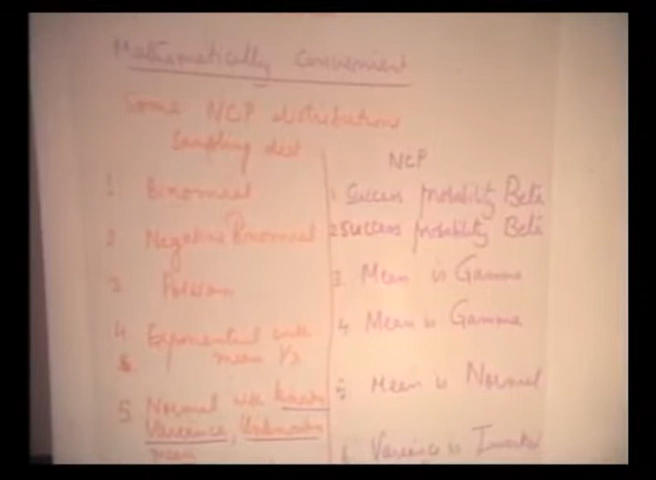 Mathematically convenient
Some NCP distributions
Sampling dist
NCP
1 Binomial
1 Success probability Beta
2 Negative Binomial
2 Success probability Beta
3 Poisson
3. Mean is Gamma
4 Exponential with
mean 1/λ
4 Mean is Gamma
5 Normal with known
Variance, Unknown
mean
5 Mean is Normal
6 Variance is Inverted